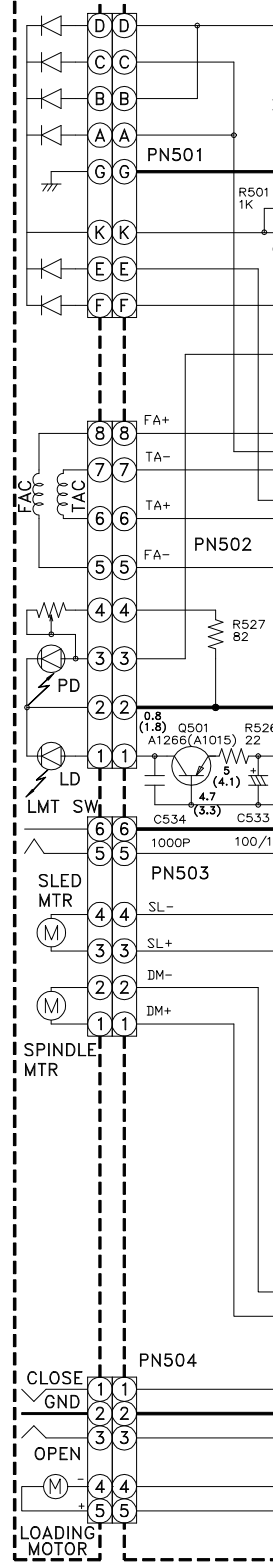 D D
C C
B B
A A
PN501
G G
R501
1K
K K
E E
F F
8 8 FA+
7 7 TA-
FAC TAC
6 6 TA+
PN502
5 5 FA-
4 4
R527
82
3 3
PD
2 2
0.8
(1.8)
Q501
A1266(A1015)
R526
22
1 1
5
(4.1)
LD
4.7
(3.3)
LMT SW
C534
C533
6 6
5 5
1000P
100/1
PN503
SLED
MTR
4 4 SL-
M
3 3 SL+
2 2 DM-
M
1 1 DM+
SPINDLE
MTR
PN504
CLOSE
1 1
GND
2 2
3 3
OPEN
M - 4 4
+ 5 5
LOADING
MOTOR